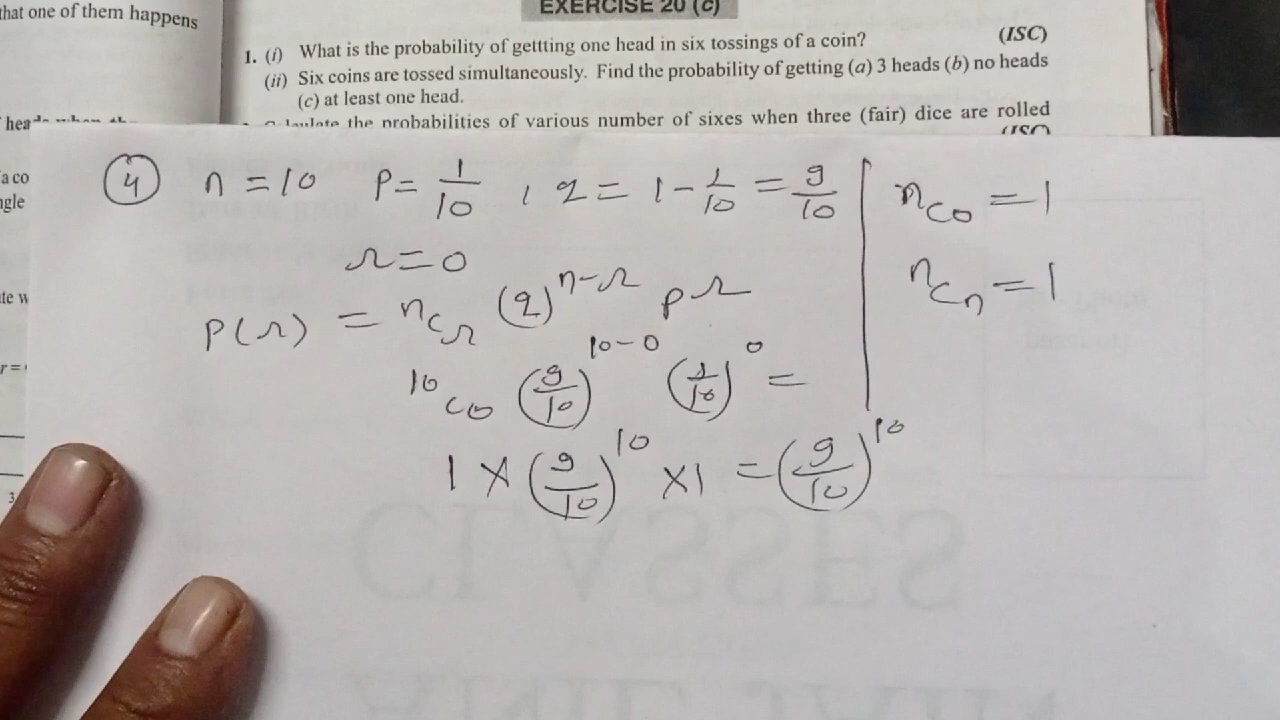 that one of them happens
EXERCISE 20 (c)
1. (i) What is the probability of gettting one head in six tossings of a coin? (ISC)
(ii) Six coins are tossed simultaneously. Find the probability of getting (a) 3 heads (b) no heads
(c) at least one head.
the probabilities of various number of sixes when three (fair) dice are rolled
(ISC)
a co
ngle
te w
r =
3
4 n = 10 p = 1/10 , q = 1 - 1/10 = 9/10
r = 0
p(r) = nCr (q)^n-r p^r
10C0 (9/10)^10-0 (1/10)^0 =
1 × (9/10)^10 × 1 = (9/10)^10
nC0 = 1
nCn = 1
CLASSES